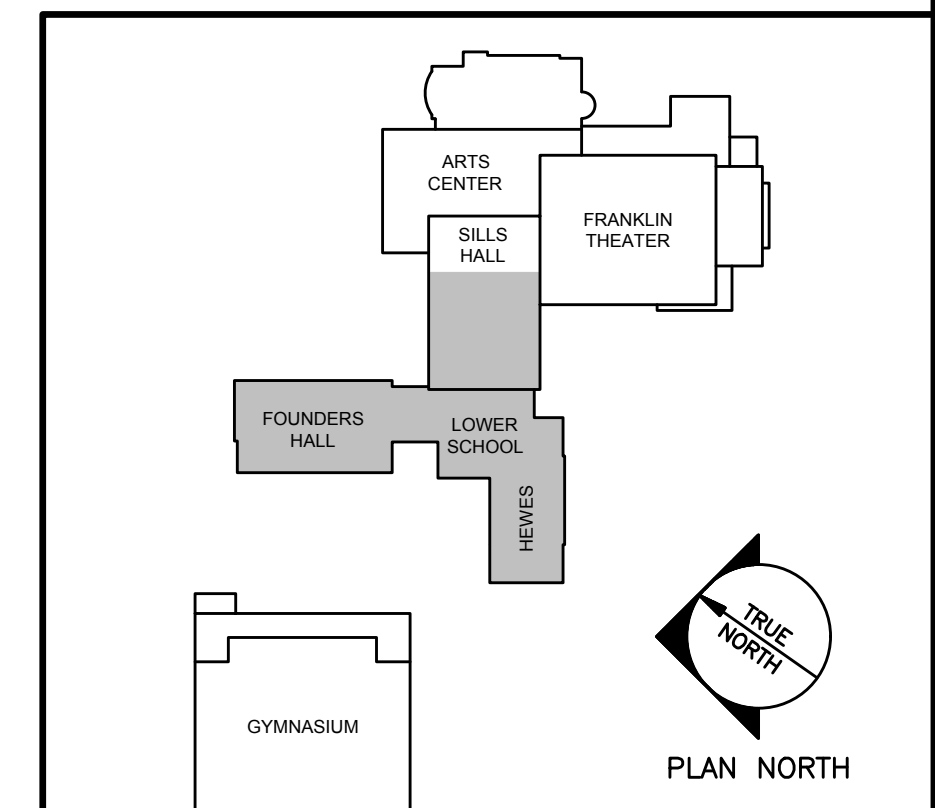 ARTS
CENTER
FRANKLIN
THEATER
SILLS
HALL
FOUNDERS
HALL
LOWER
SCHOOL
HEWES
TRUE
NORTH
GYMNASIUM
PLAN NORTH